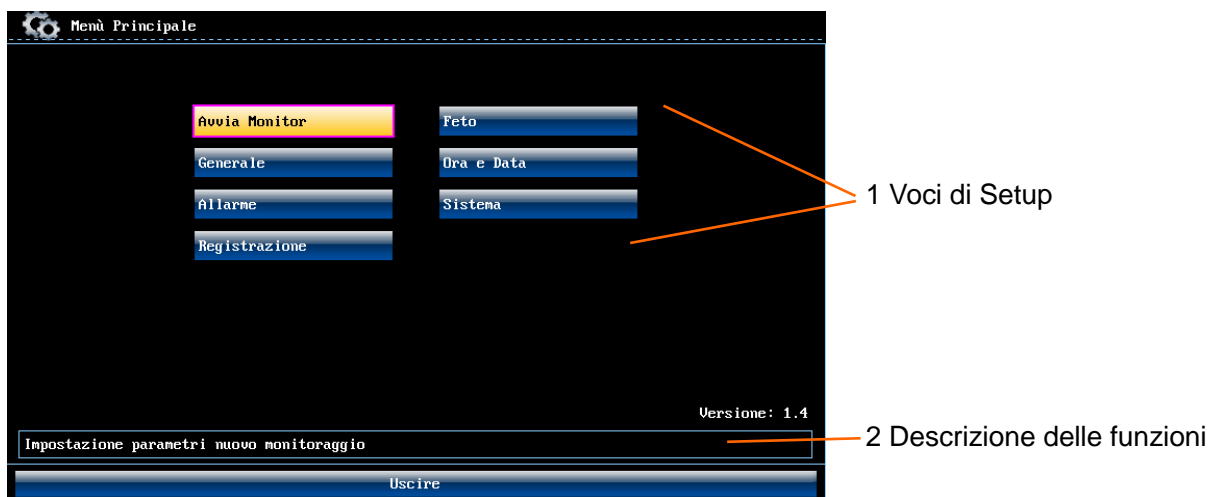 Menù Principale
Avvia Monitor
Feto
Generale
Ora e Data
Allarme
Sistema
Registrazione
1 Voci di Setup
Versione: 1.4
Impostazione parametri nuovo monitoraggio
2 Descrizione delle funzioni
Uscire